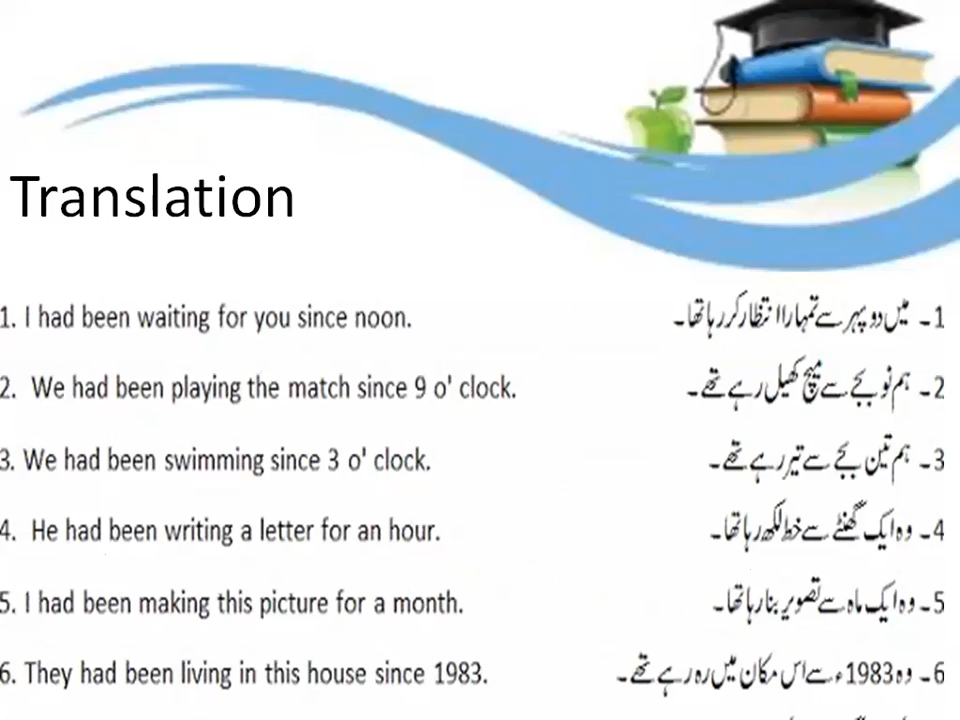 Translation
1. I had been waiting for you since noon.
1۔ میں دوپہر سے تمہارا انتظار کر رہا تھا۔
2. We had been playing the match since 9 o' clock.
2۔ ہم نو بجے سے میچ کھیل رہے تھے۔
3. We had been swimming since 3 o' clock.
3۔ ہم تین بجے سے تیر رہے تھے۔
4. He had been writing a letter for an hour.
4۔ وہ ایک گھنٹے سے خط لکھ رہا تھا۔
5. I had been making this picture for a month.
5۔ وہ ایک ماہ سے تصویر بنا رہا تھا۔
6. They had been living in this house since 1983.
6۔ وہ 1983ء سے اس مکان میں رہ رہے تھے۔